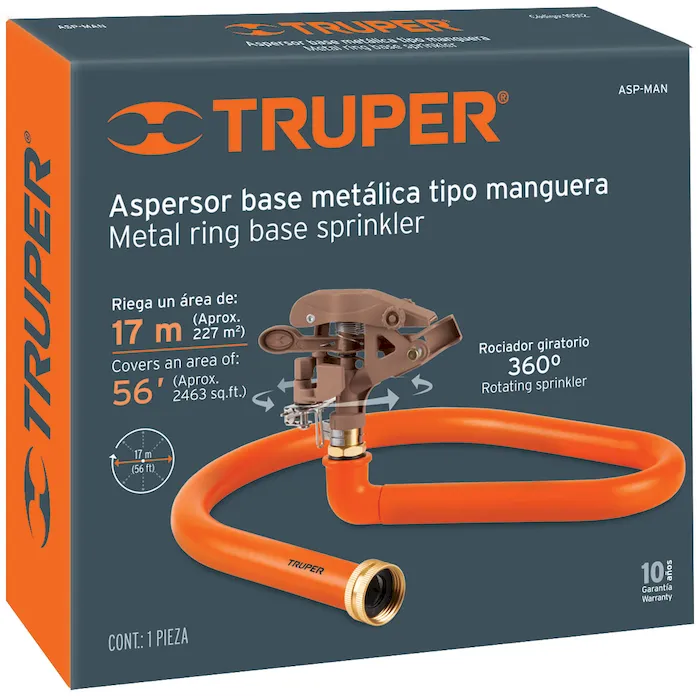 ASP-MAN
Aspersor base metálica tipo manguera
Metal ring base sprinkler
TRUPER®
ASP-MAN
TRUPER®
Aspersor base metálica tipo manguera
Metal ring base sprinkler
Riega un área de:
17 m (Aprox. 227 m²)
Covers an area of:
56′ (Aprox. 2463 sq.ft.)
Rociador giratorio
360°
Rotating sprinkler
17 m
(56 ft)
TRUPER
10 años
Garantía
Warranty
CONT.: 1 PIEZA